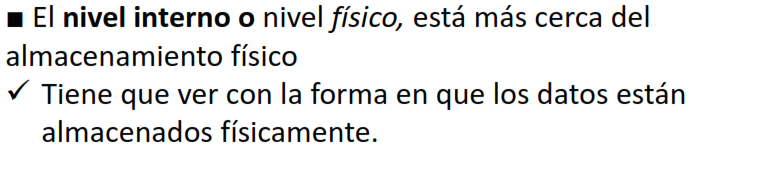 ■ El nivel interno o nivel físico, está más cerca del
almacenamiento físico
✓ Tiene que ver con la forma en que los datos están
almacenados físicamente.